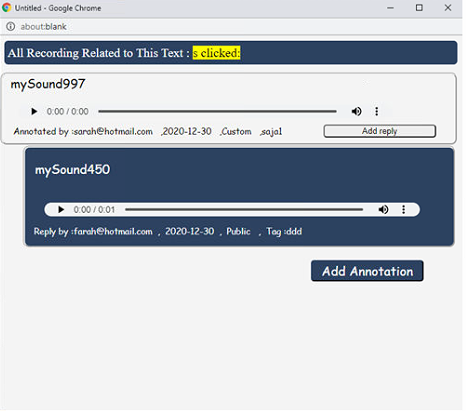 Untitled - Google Chrome
about:blank
All Recording Related to This Text : s clicked:
mySound997
0:00 / 0:00
Annotated by :sarah@hotmail.com ,2020-12-30 ,Custom ,saja1
Add reply
mySound450
0:00 / 0:01
Reply by :farah@hotmail.com , 2020-12-30 , Public , Tag :ddd
Add Annotation